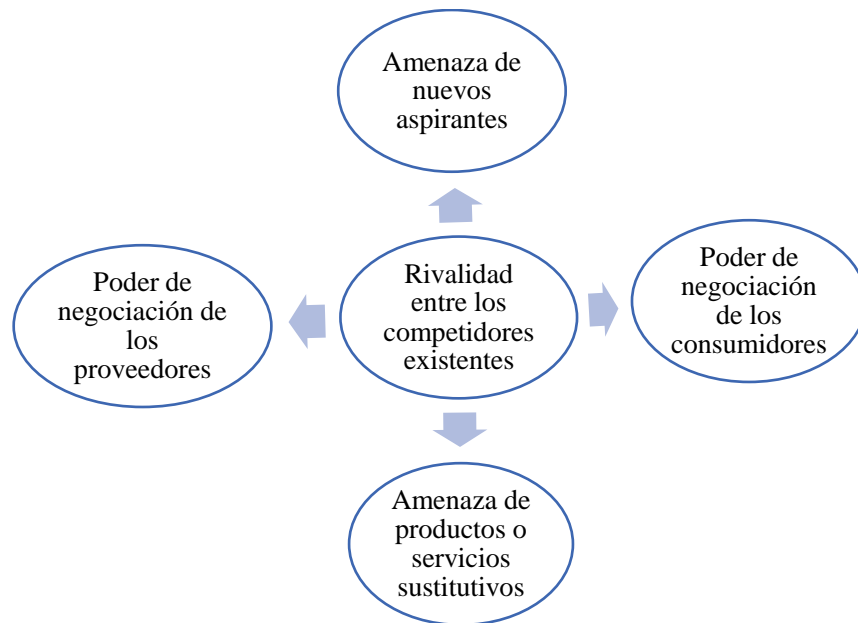 Amenaza de
nuevos
aspirantes
Poder de
negociación de
los
proveedores
Rivalidad
entre los
competidores
existentes
Poder de
negociación
de los
consumidores
Amenaza de
productos o
servicios
sustitutivos